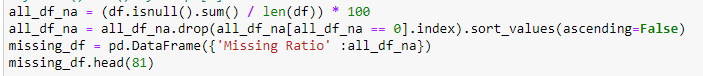 all_df_na = (df.isnull().sum() / len(df)) * 100
all_df_na = all_df_na.drop(all_df_na[all_df_na == 0].index).sort_values(ascending=False)
missing_df = pd.DataFrame({'Missing Ratio' :all_df_na})
missing_df.head(81)